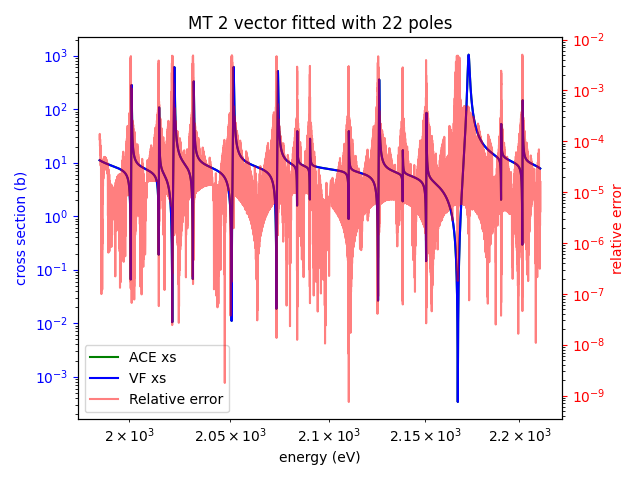 MT 2 vector fitted with 22 poles
cross section (b)
10³
10²
10¹
10⁰
10⁻¹
10⁻²
10⁻³
10⁻²
10⁻³
10⁻⁴
10⁻⁵
10⁻⁶
10⁻⁷
10⁻⁸
10⁻⁹
relative error
ACE xs
VF xs
Relative error
2 × 10³ 2.05 × 10³ 2.1 × 10³ 2.15 × 10³ 2.2 × 10³
energy (eV)